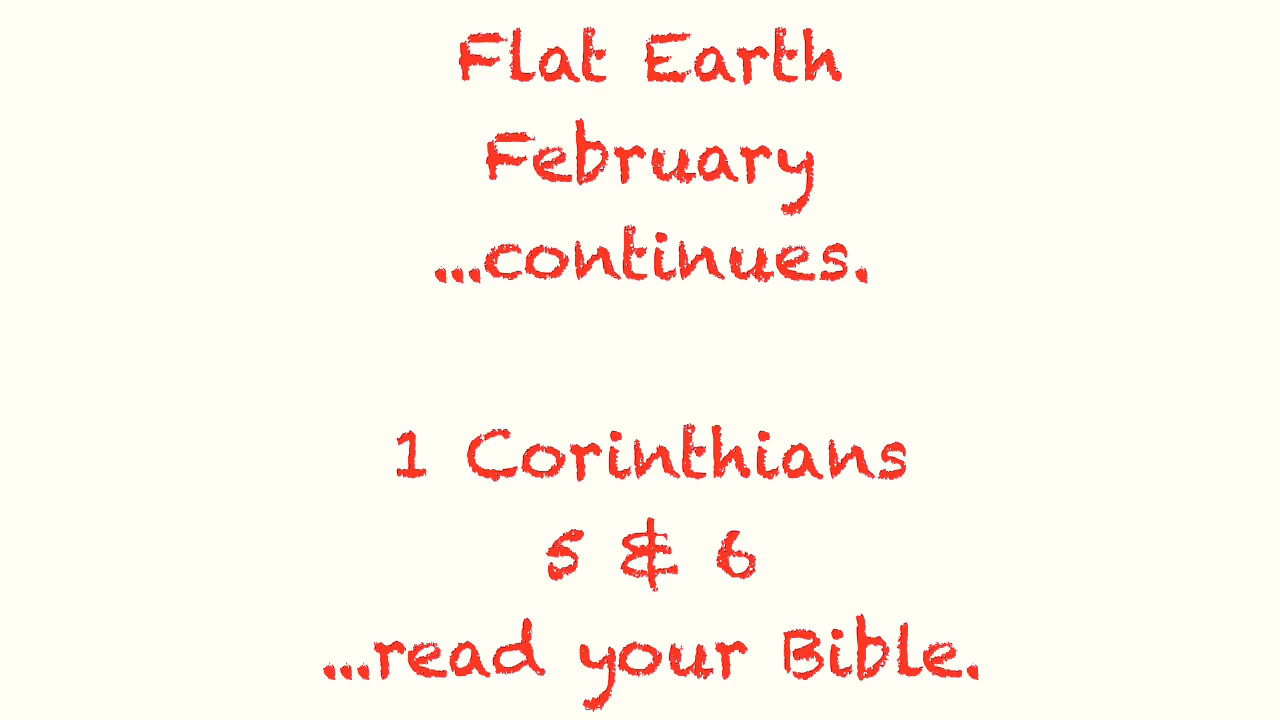 Flat Earth
February
...continues.
1 Corinthians
5 & 6
...read your Bible.